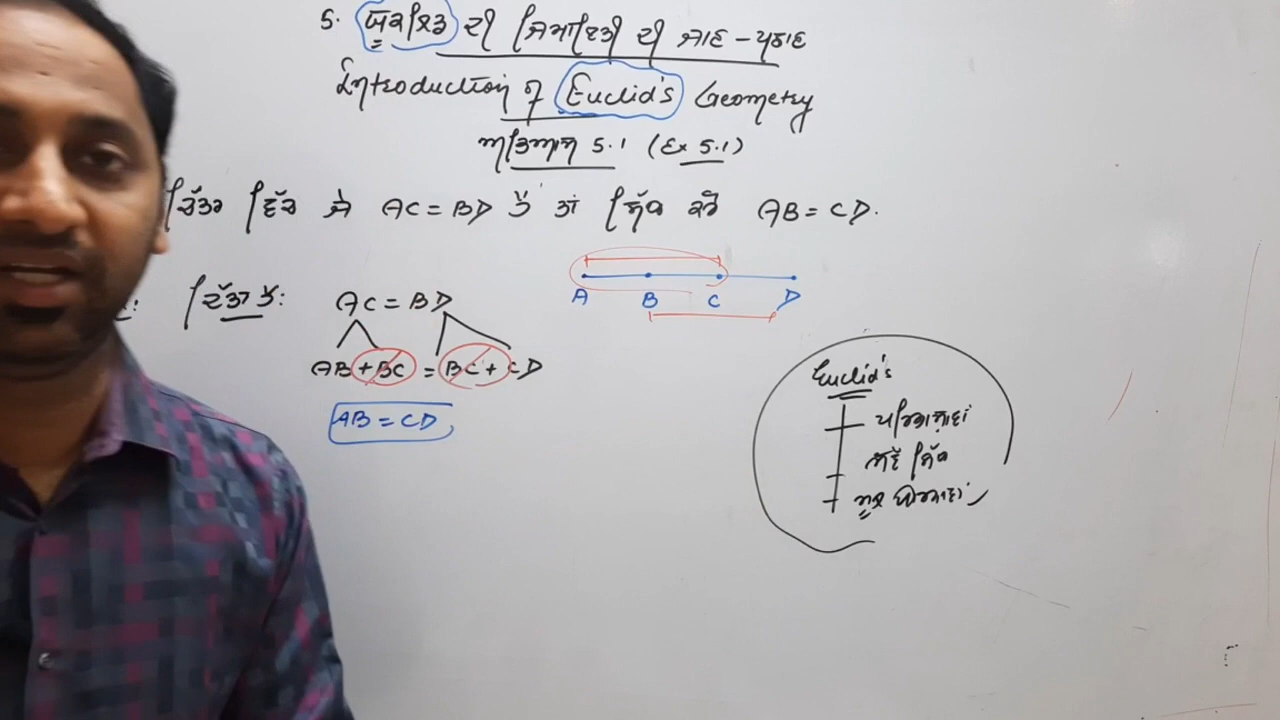 5. ਯੂਕਲਿਡ ਦੀ ਜਿਆਮਿਤੀ ਦੀ ਜਾਣ-ਪਛਾਣ
Introduction of Euclid's Geometry
ਅਭਿਆਸ 5.1 (Ex 5.1)
ਚਿੱਤਰ ਵਿੱਚ ਜੇ AC = BD ਹੈ ਤਾਂ ਸਿੱਧ ਕਰੋ AB = CD.
A B C D
ਦਿੱਤਾ ਹੈ: AC = BD
AB + BC = BC + CD
AB = CD
Euclid's
ਪਰਿਭਾਸ਼ਾਵਾਂ
ਸਵੈ ਸਿੱਧ
ਮੂਲ ਧਾਰਨਾਵਾਂ